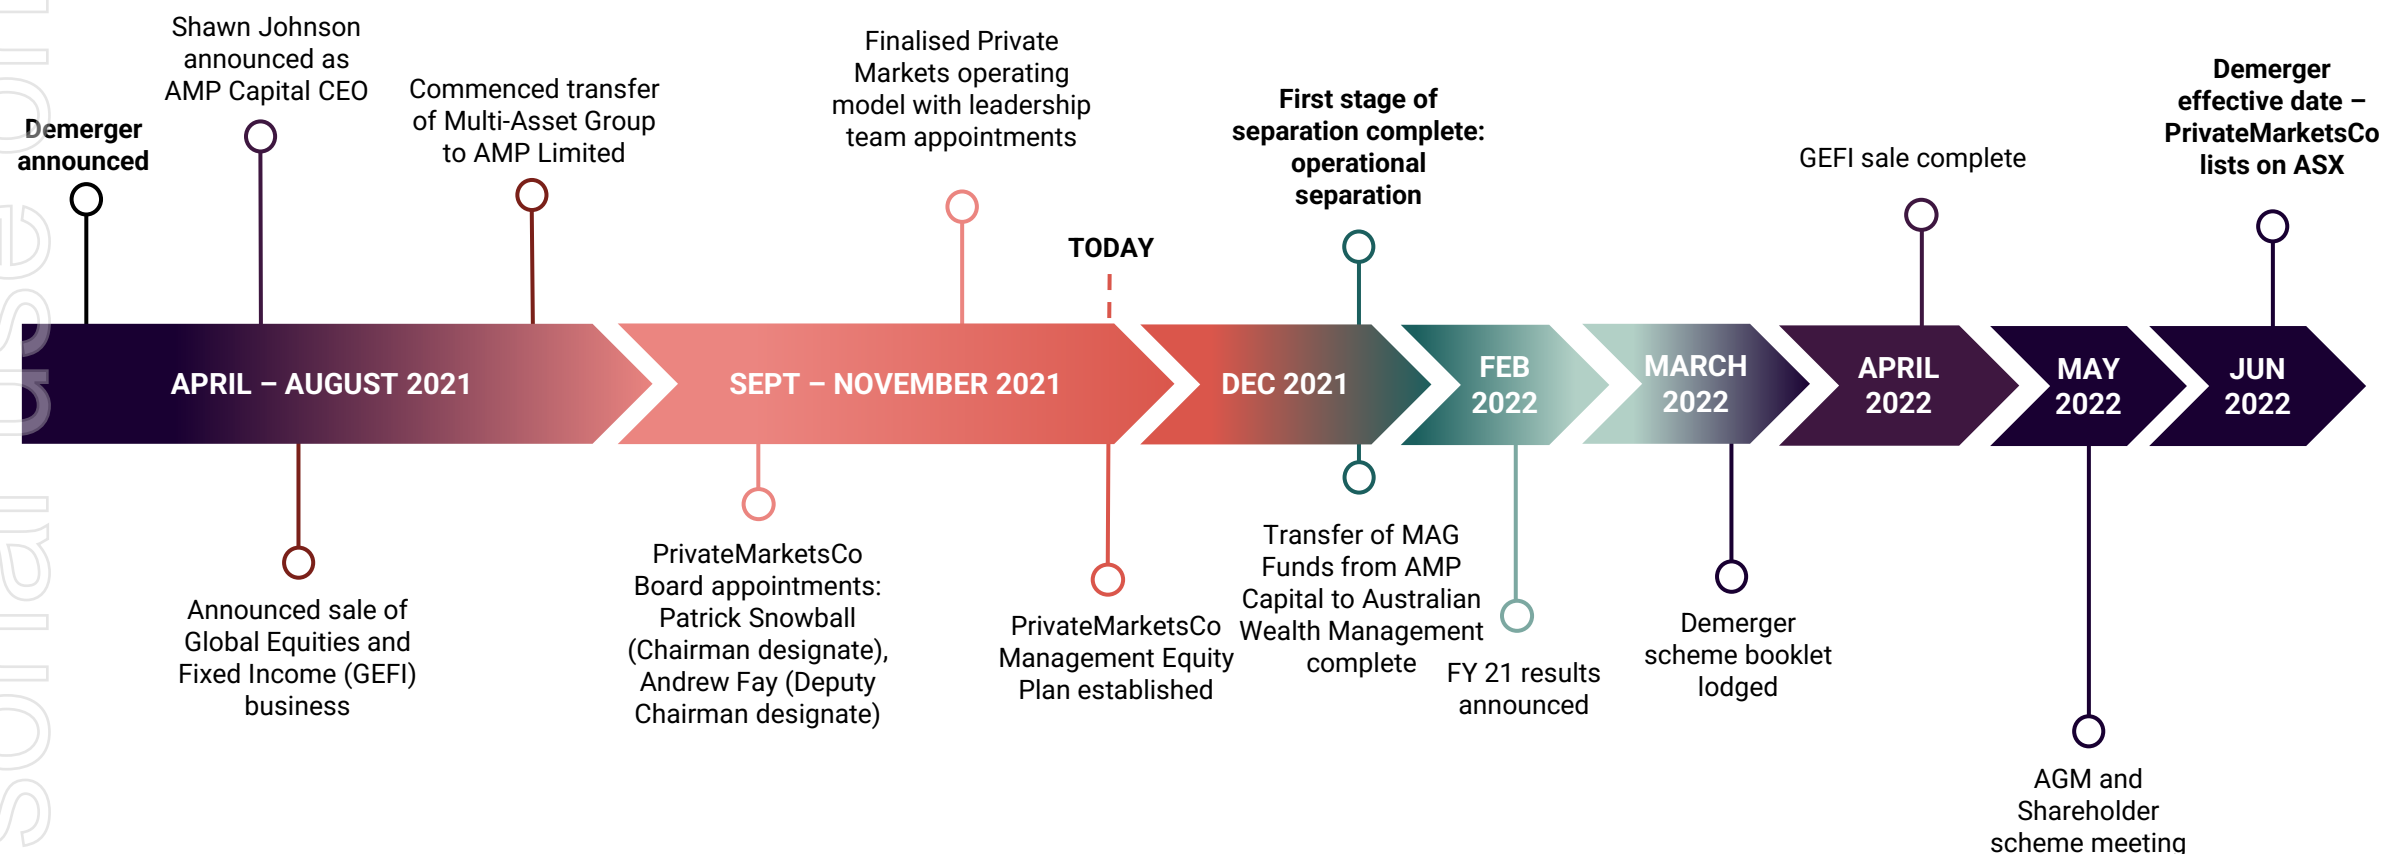 Shawn Johnson
announced as
AMP Capital CEO
Demerger
announced
Commenced transfer
of Multi-Asset Group
to AMP Limited
Finalised Private
Markets operating
model with leadership
team appointments
TODAY
First stage of
separation complete:
operational
separation
GEFI sale complete
Demerger
effective date –
PrivateMarketsCo
lists on ASX
APRIL – AUGUST 2021
SEPT – NOVEMBER 2021
DEC 2021
FEB
2022
MARCH
2022
APRIL
2022
MAY
2022
JUN
2022
Announced sale of
Global Equities and
Fixed Income (GEFI)
business
PrivateMarketsCo
Board appointments:
Patrick Snowball
(Chairman designate),
Andrew Fay (Deputy
Chairman designate)
PrivateMarketsCo
Management Equity
Plan established
Transfer of MAG
Funds from AMP
Capital to Australian
Wealth Management
complete
FY 21 results
announced
Demerger
scheme booklet
lodged
AGM and
Shareholder
scheme meeting
use